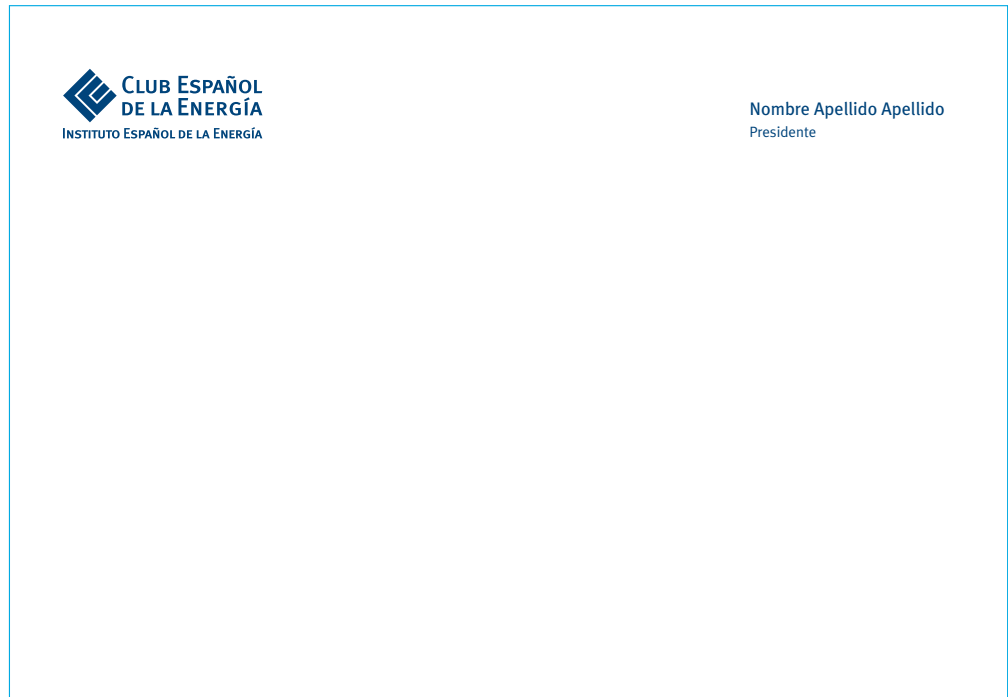 CLUB ESPAÑOL
DE LA ENERGÍA
INSTITUTO ESPAÑOL DE LA ENERGÍA
Nombre Apellido Apellido
Presidente